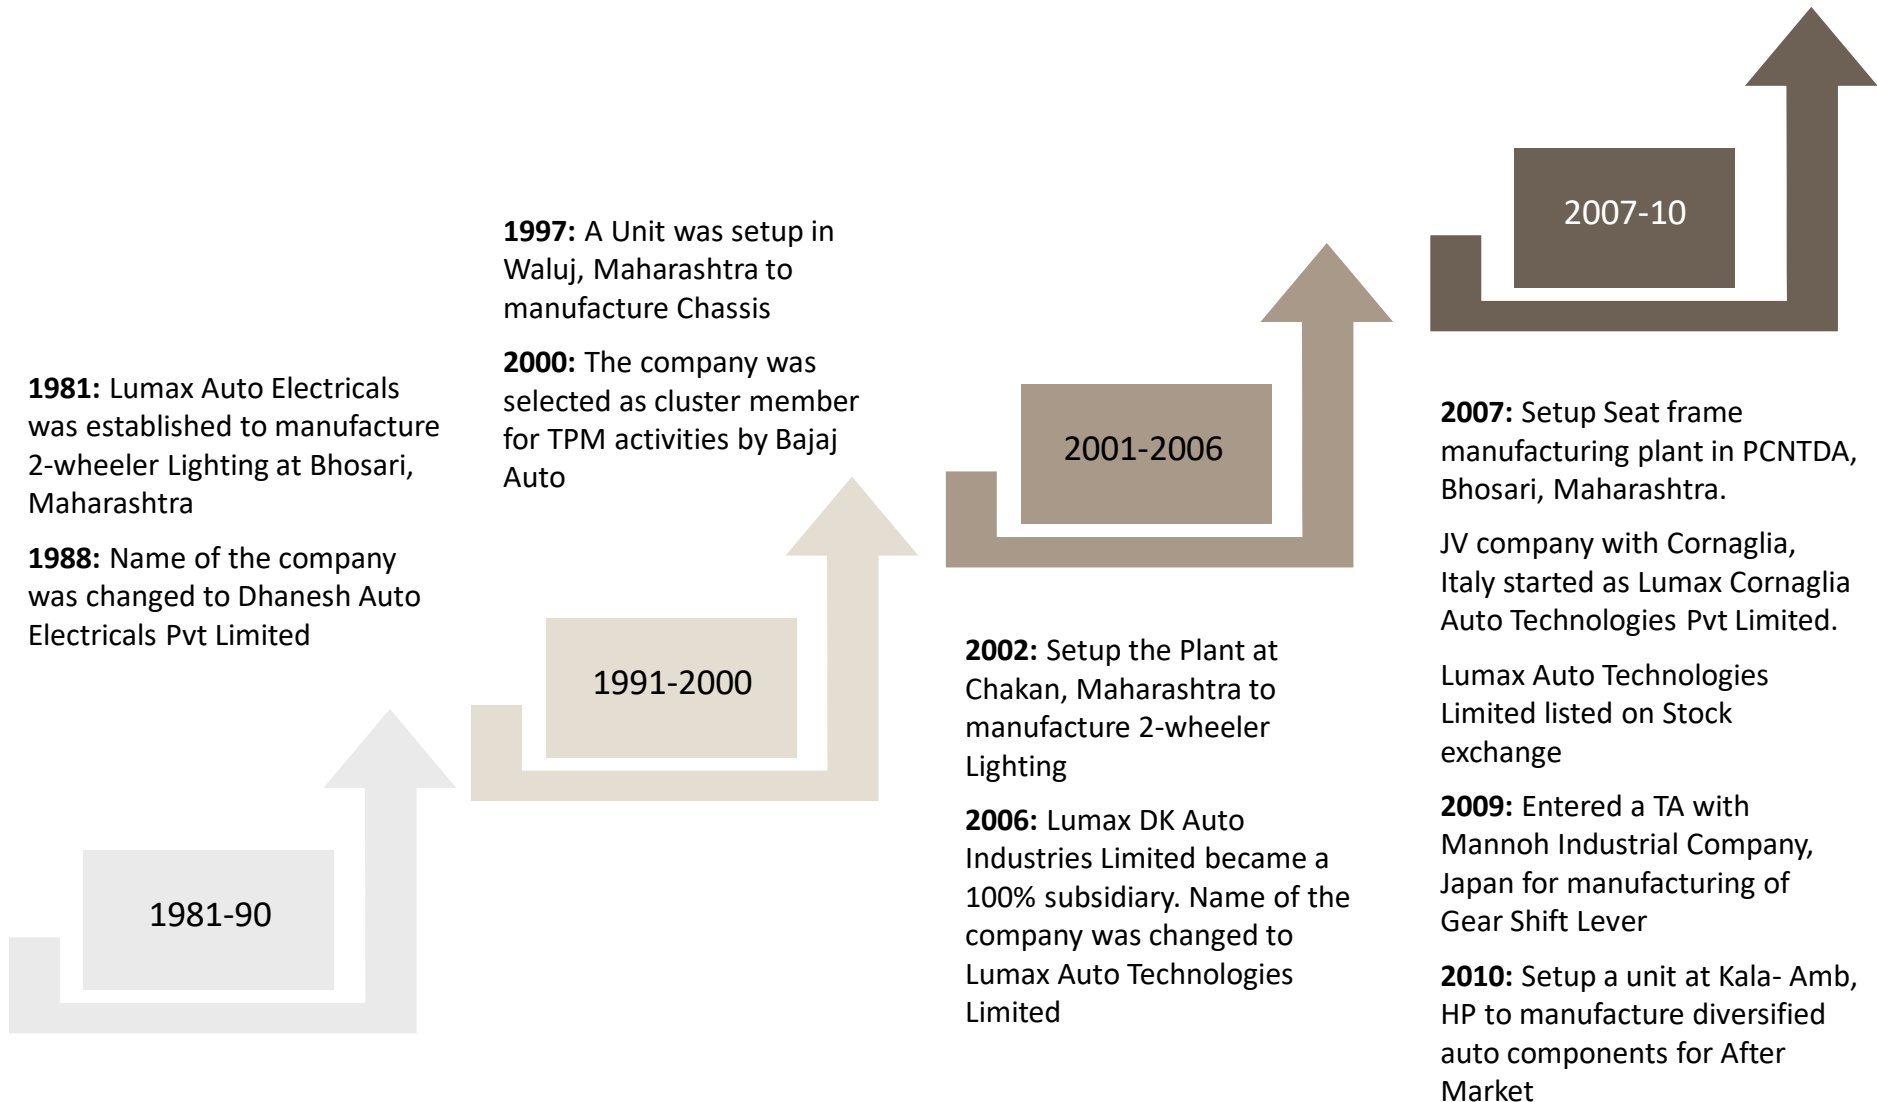 1981: Lumax Auto Electricals
was established to manufacture
2-wheeler Lighting at Bhosari,
Maharashtra
1988: Name of the company
was changed to Dhanesh Auto
Electricals Pvt Limited
1981-90
1997: A Unit was setup in
Waluj, Maharashtra to
manufacture Chassis
2000: The company was
selected as cluster member
for TPM activities by Bajaj
Auto
1991-2000
2001-2006
2002: Setup the Plant at
Chakan, Maharashtra to
manufacture 2-wheeler
Lighting
2006: Lumax DK Auto
Industries Limited became a
100% subsidiary. Name of the
company was changed to
Lumax Auto Technologies
Limited
2007-10
2007: Setup Seat frame
manufacturing plant in PCNTDA,
Bhosari, Maharashtra.
JV company with Cornaglia,
Italy started as Lumax Cornaglia
Auto Technologies Pvt Limited.
Lumax Auto Technologies
Limited listed on Stock
exchange
2009: Entered a TA with
Mannoh Industrial Company,
Japan for manufacturing of
Gear Shift Lever
2010: Setup a unit at Kala- Amb,
HP to manufacture diversified
auto components for After
Market